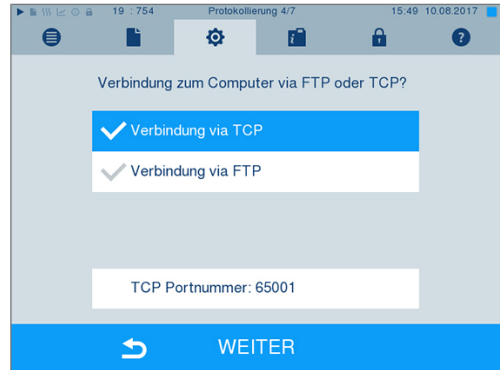 19 : 754 Protokollierung 4/7 15:49 10.08.2017
Verbindung zum Computer via FTP oder TCP?
Verbindung via TCP
Verbindung via FTP
TCP Portnummer: 65001
WEITER